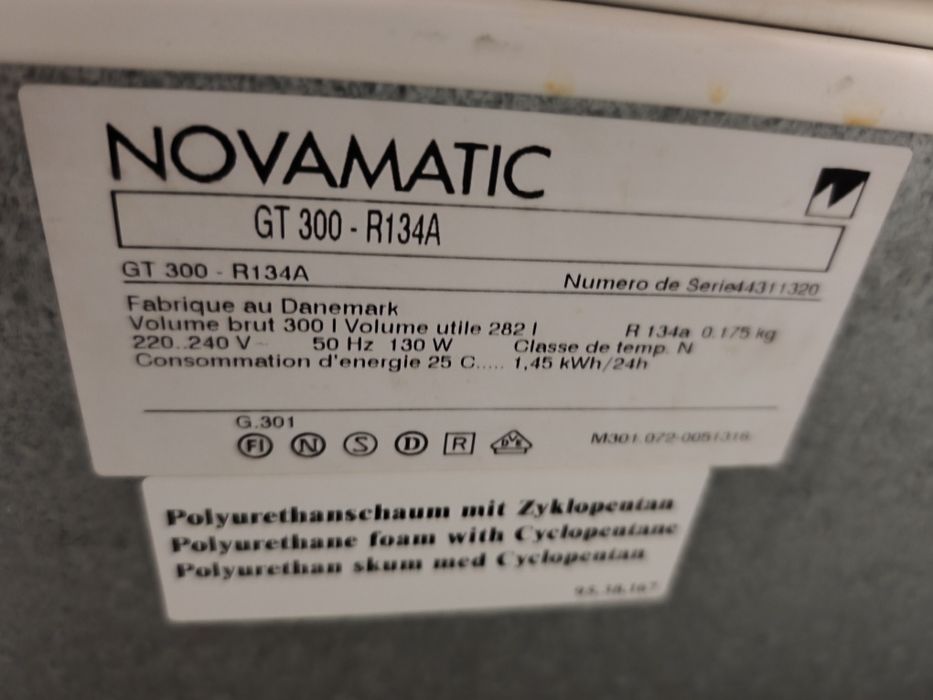 NOVAMATIC
GT 300 - R134A
GT 300 - R134A Numero de Serie44311320
Fabrique au Danemark
Volume brut 300 l Volume utile 282 l R 134a 0.175 kg
220..240 V~ 50 Hz 130 W Classe de temp. N
Consommation d'energie 25 C..... 1,45 kWh/24h
G.301
FI N S D R DVE
M301.072-0051318
Polyurethanschaum mit Zyklopentan
Polyurethane foam with Cyclopentane
Polyurethan skum med Cyclopentan